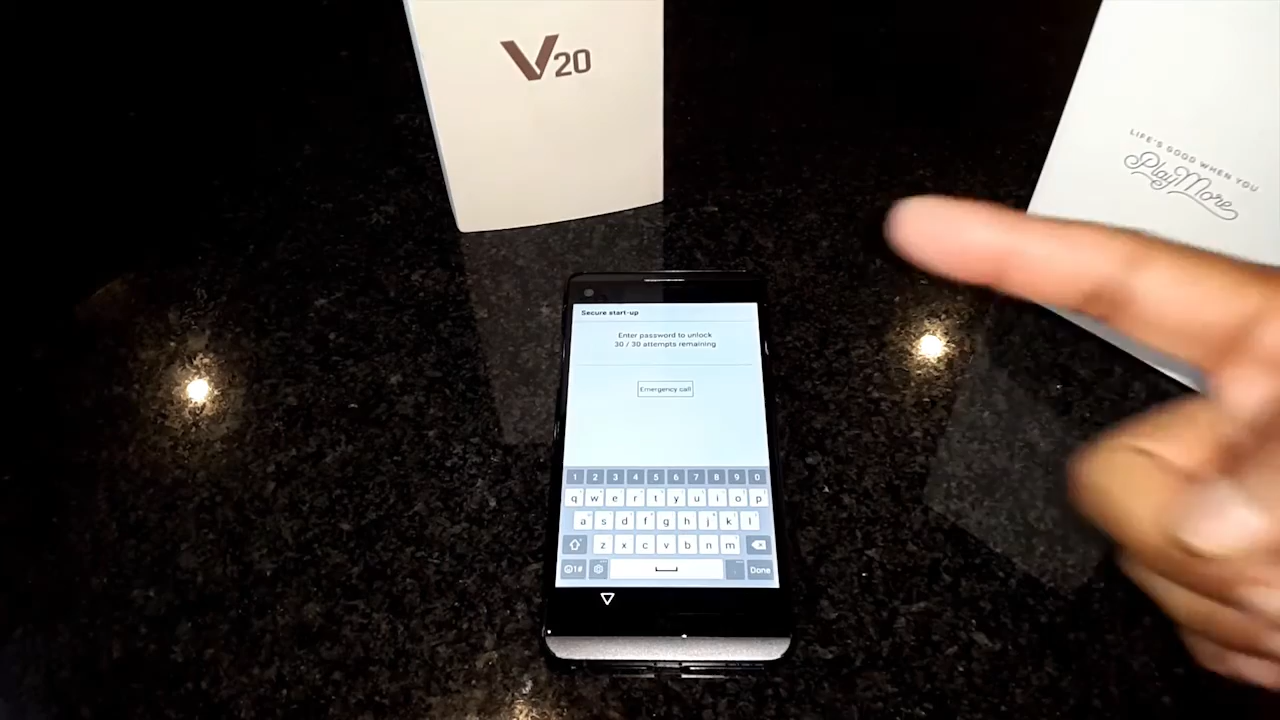 V20
LIFE'S GOOD WHEN YOU
PlayMore
Secure start-up
Enter password to unlock
30 / 30 attempts remaining
Emergency call
1 2 3 4 5 6 7 8 9 0
q w e r t y u i o p
a s d f g h j k l
z x c v b n m
1# . Done